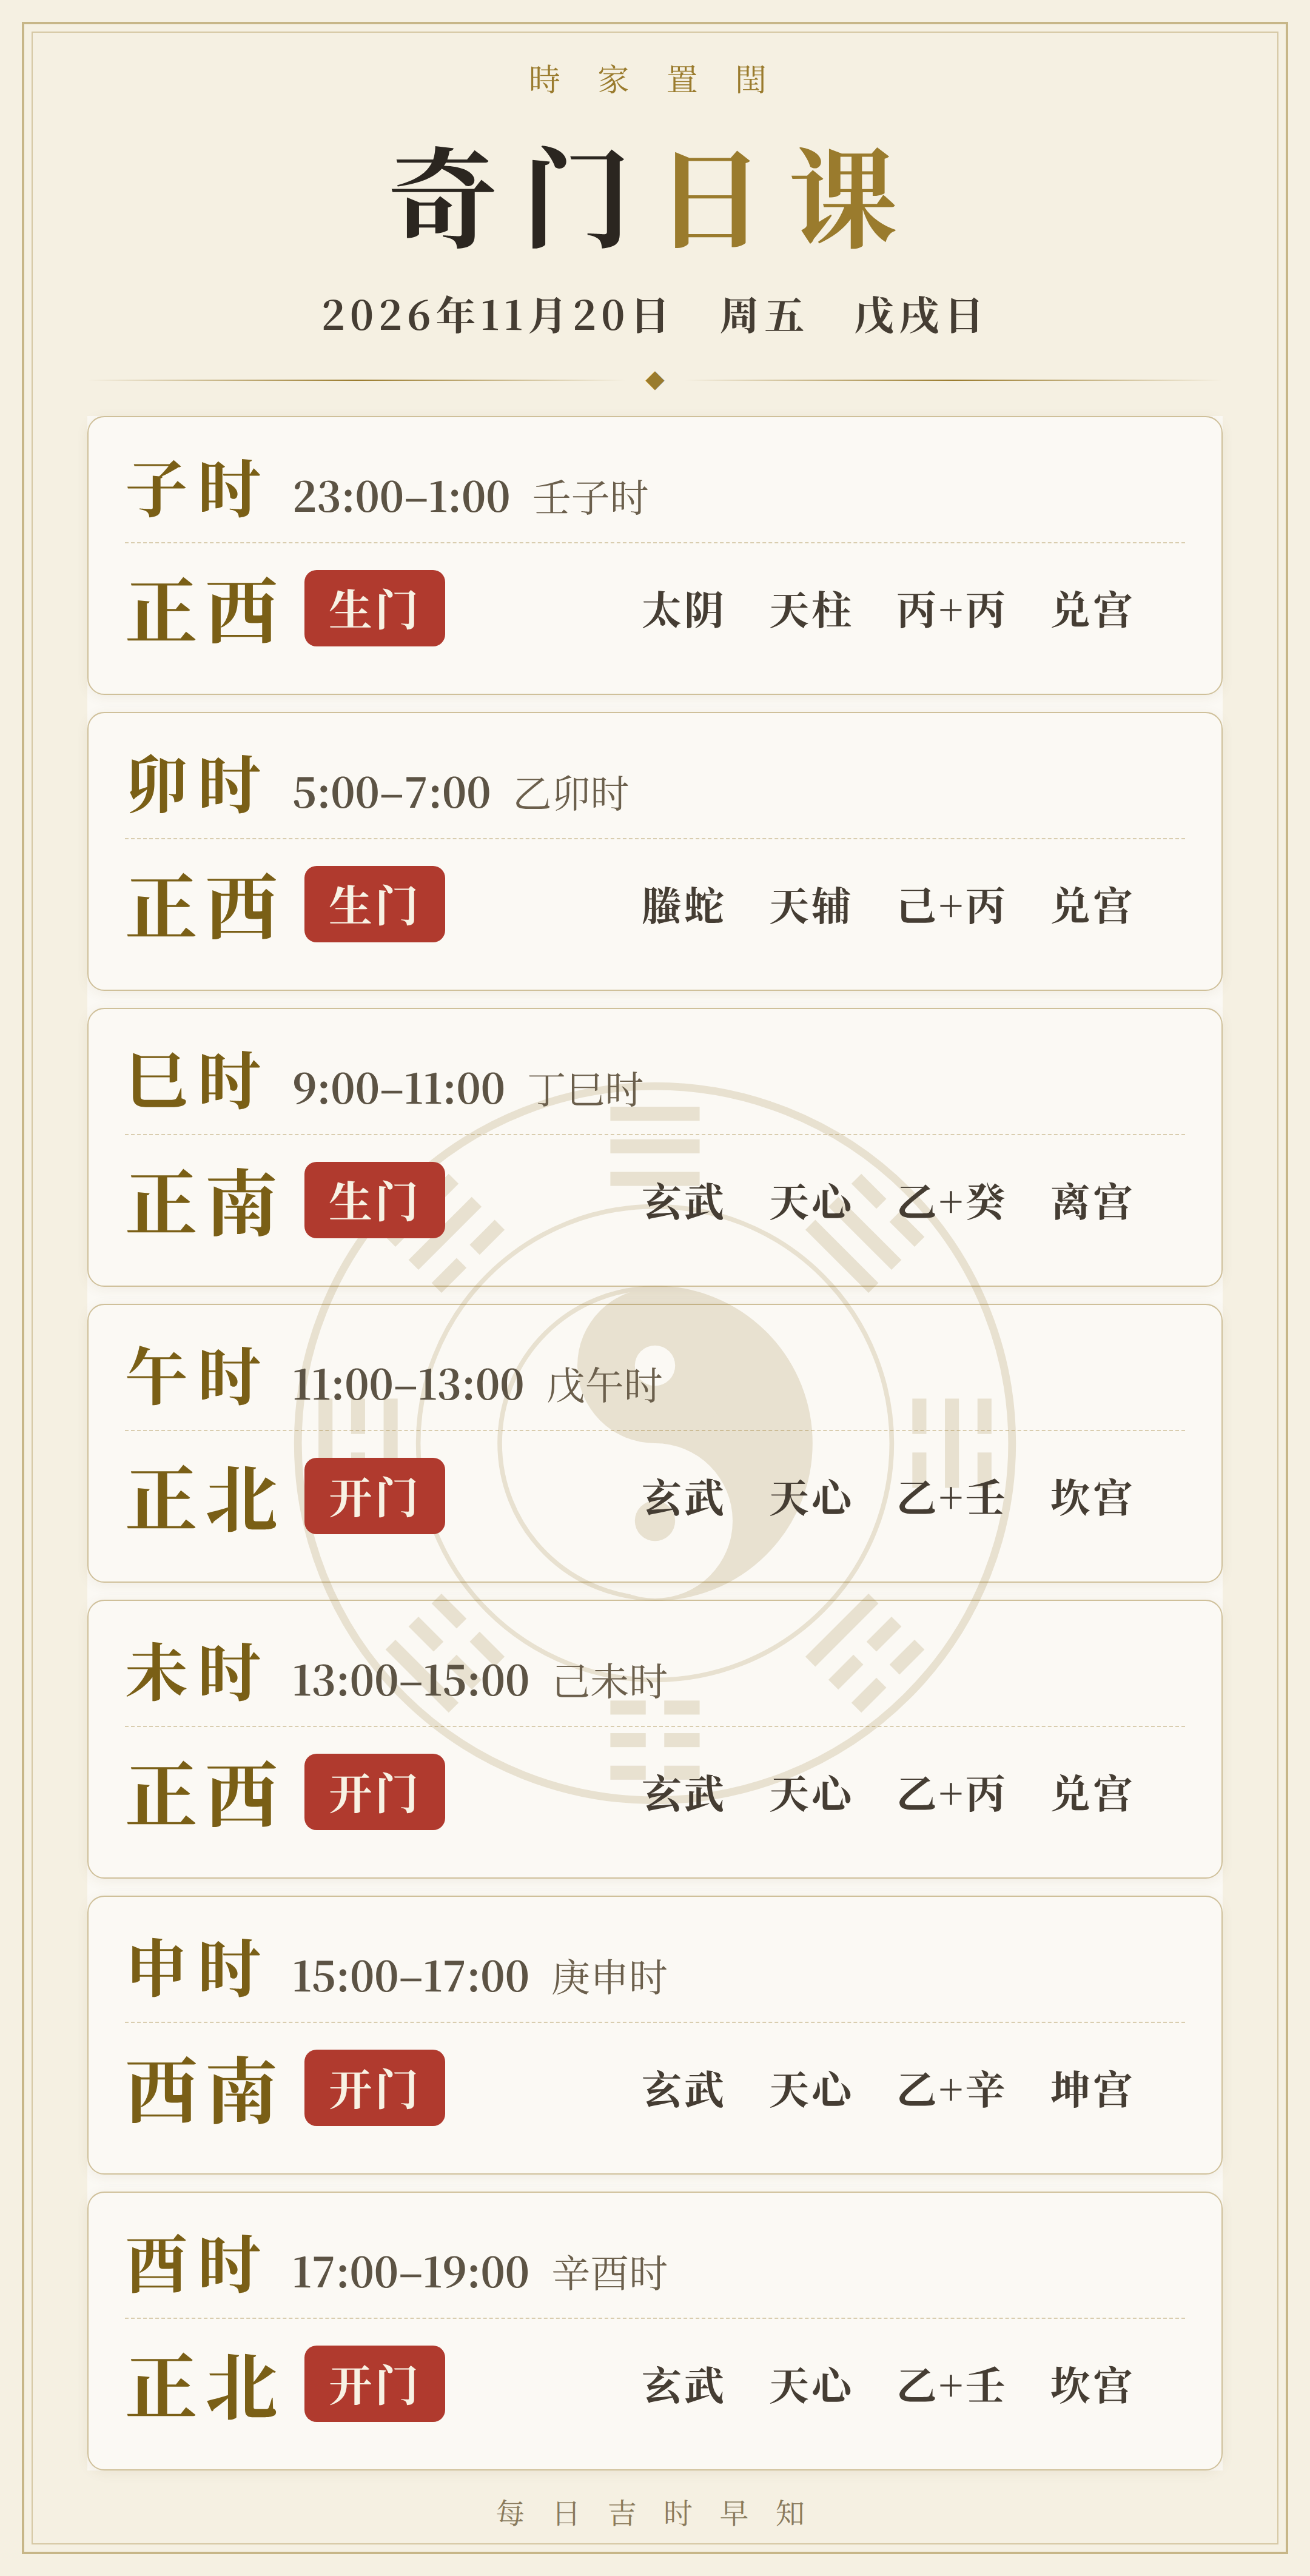 時家置閏
奇门日课
2026年11月20日 周五 戊戌日
子时 23:00–1:00 壬子时
正西 生门 太阴 天柱 丙+丙 兑宫
卯时 5:00–7:00 乙卯时
正西 生门 螣蛇 天辅 己+丙 兑宫
巳时 9:00–11:00 丁巳时
正南 生门 玄武 天心 乙+癸 离宫
午时 11:00–13:00 戊午时
正北 开门 玄武 天心 乙+壬 坎宫
未时 13:00–15:00 己未时
正西 开门 玄武 天心 乙+丙 兑宫
申时 15:00–17:00 庚申时
西南 开门 玄武 天心 乙+辛 坤宫
酉时 17:00–19:00 辛酉时
正北 开门 玄武 天心 乙+壬 坎宫
每日吉时早知